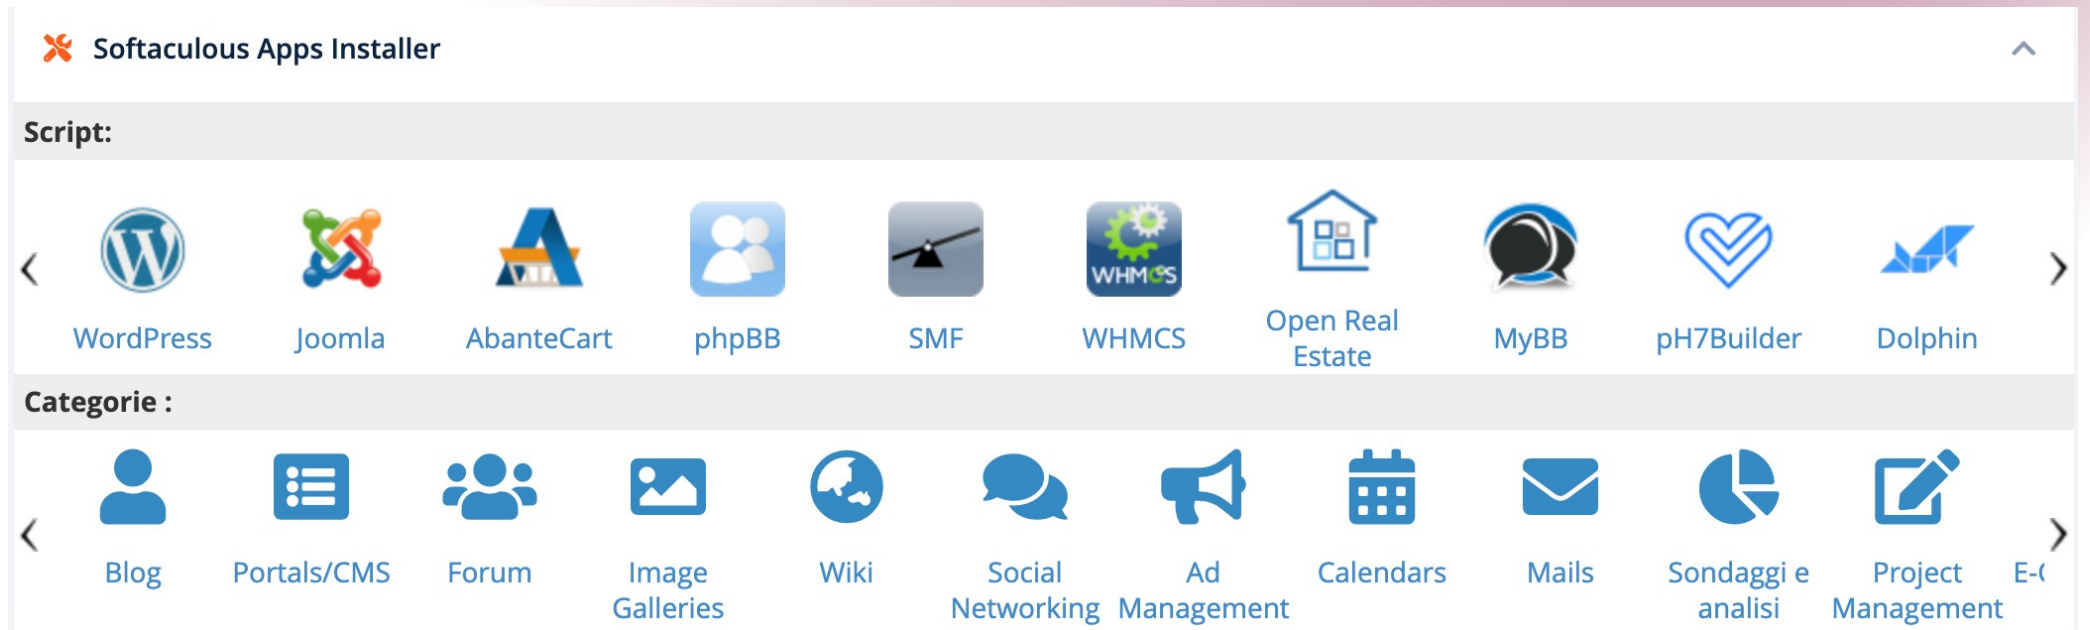 Softaculous Apps Installer
Script:
WHMCS
WordPress
Joomla
AbanteCart
phpBB
SMF
WHMCS
Open Real
Estate
MyBB
pH7Builder
Dolphin
Categorie :
Blog
Portals/CMS
Forum
Image
Galleries
Wiki
Social
Networking
Ad
Management
Calendars
Mails
Sondaggi e
analisi
Project
Management